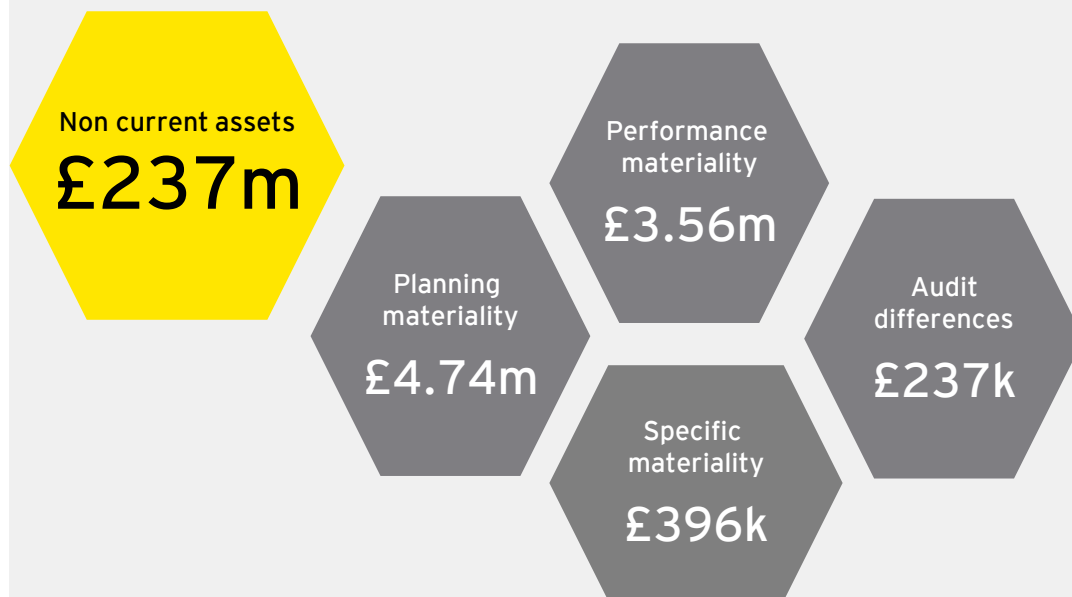 Non current assets
£237m
Planning
materiality
£4.74m
Performance
materiality
£3.56m
Specific
materiality
£396k
Audit
differences
£237k